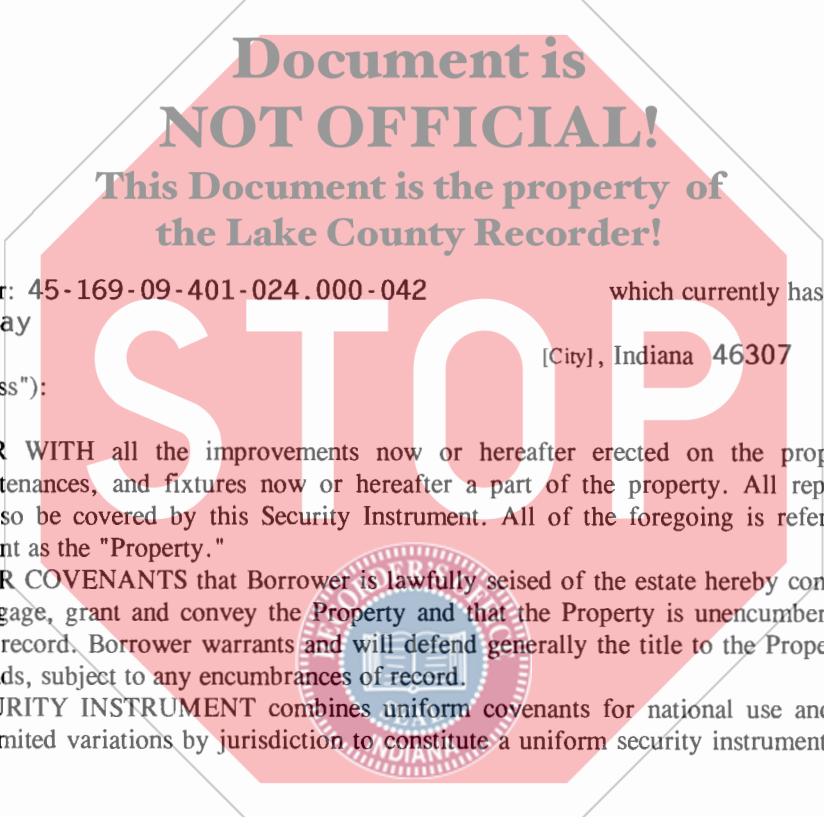 Document is
NOT OFFICIAL!
This Document is the property of
the Lake County Recorder!
r: 45-169-09-401-024.000-042 which currently has
ay
[City], Indiana 46307
ss"):
STOP
R WITH all the improvements now or hereafter erected on the prop
tenances, and fixtures now or hereafter a part of the property. All rep
so be covered by this Security Instrument. All of the foregoing is refer
nt as the "Property."
R COVENANTS that Borrower is lawfully seised of the estate hereby con
gage, grant and convey the Property and that the Property is unencumber
record. Borrower warrants and will defend generally the title to the Prope
ds, subject to any encumbrances of record.
URITY INSTRUMENT combines uniform covenants for national use and
mited variations by jurisdiction to constitute a uniform security instrument
SEAL
INDIANA